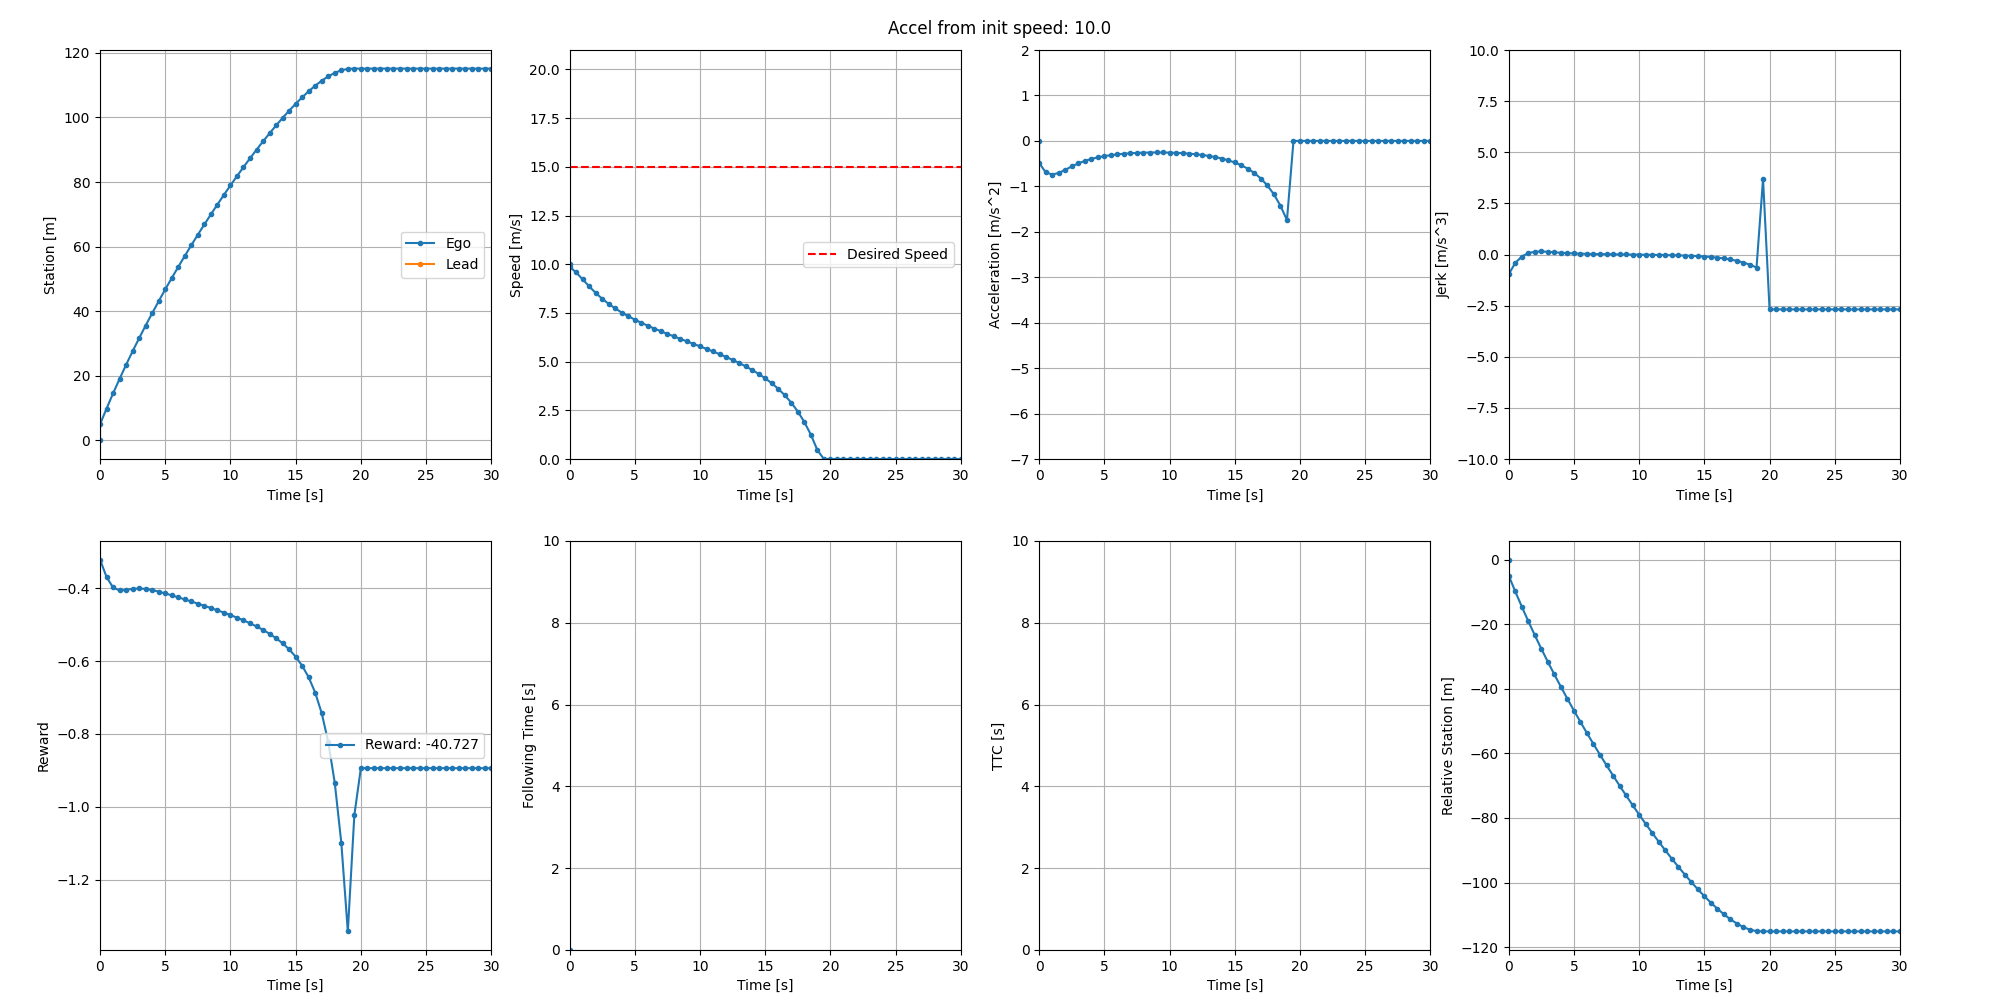 Accel from init speed: 10.0
120
100
80
60
40
20
0
Station [m]
Ego
Lead
0 5 10 15 20 25 30
Time [s]
20.0
17.5
15.0
12.5
10.0
7.5
5.0
2.5
0.0
Speed [m/s]
Desired Speed
0 5 10 15 20 25 30
Time [s]
2
1
0
−1
−2
−3
−4
−5
−6
−7
Acceleration [m/s^2]
0 5 10 15 20 25 30
Time [s]
10.0
7.5
5.0
2.5
0.0
−2.5
−5.0
−7.5
−10.0
Jerk [m/s^3]
0 5 10 15 20 25 30
Time [s]
−0.4
−0.6
−0.8
−1.0
−1.2
Reward
Reward: -40.727
0 5 10 15 20 25 30
Time [s]
10
8
6
4
2
0
Following Time [s]
0 5 10 15 20 25 30
Time [s]
10
8
6
4
2
0
TTC [s]
0 5 10 15 20 25 30
Time [s]
0
−20
−40
−60
−80
−100
−120
Relative Station [m]
0 5 10 15 20 25 30
Time [s]